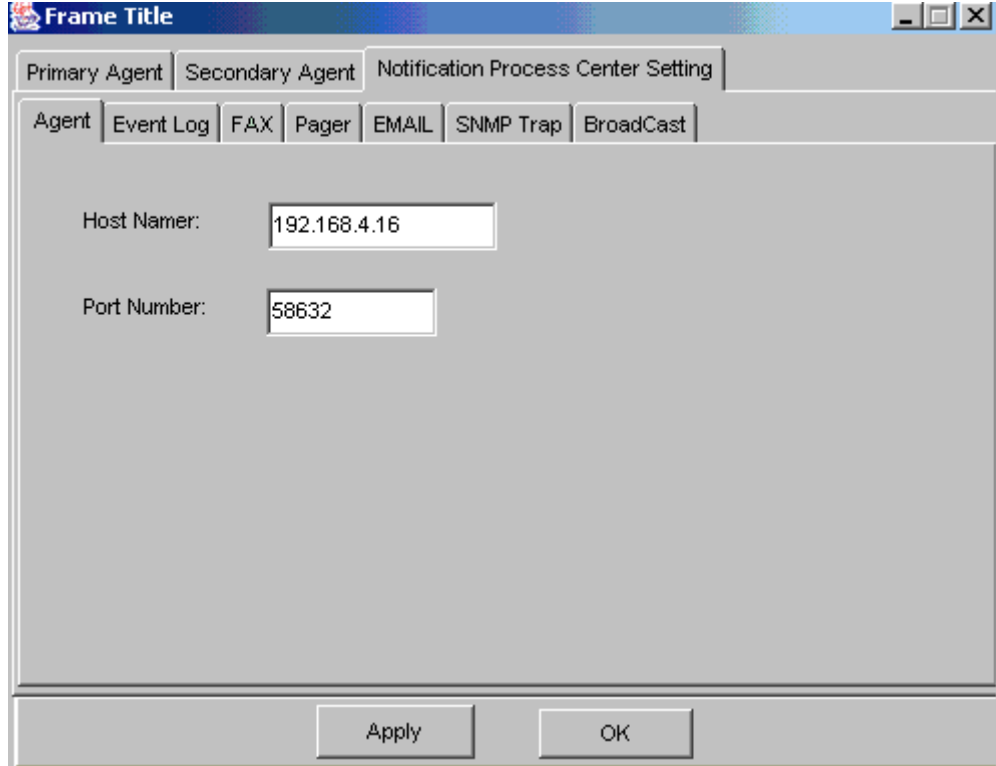 Frame Title
Primary Agent Secondary Agent Notification Process Center Setting
Agent Event Log FAX Pager EMAIL SNMP Trap BroadCast
Host Namer: 192.168.4.16
Port Number: 58632
Apply OK